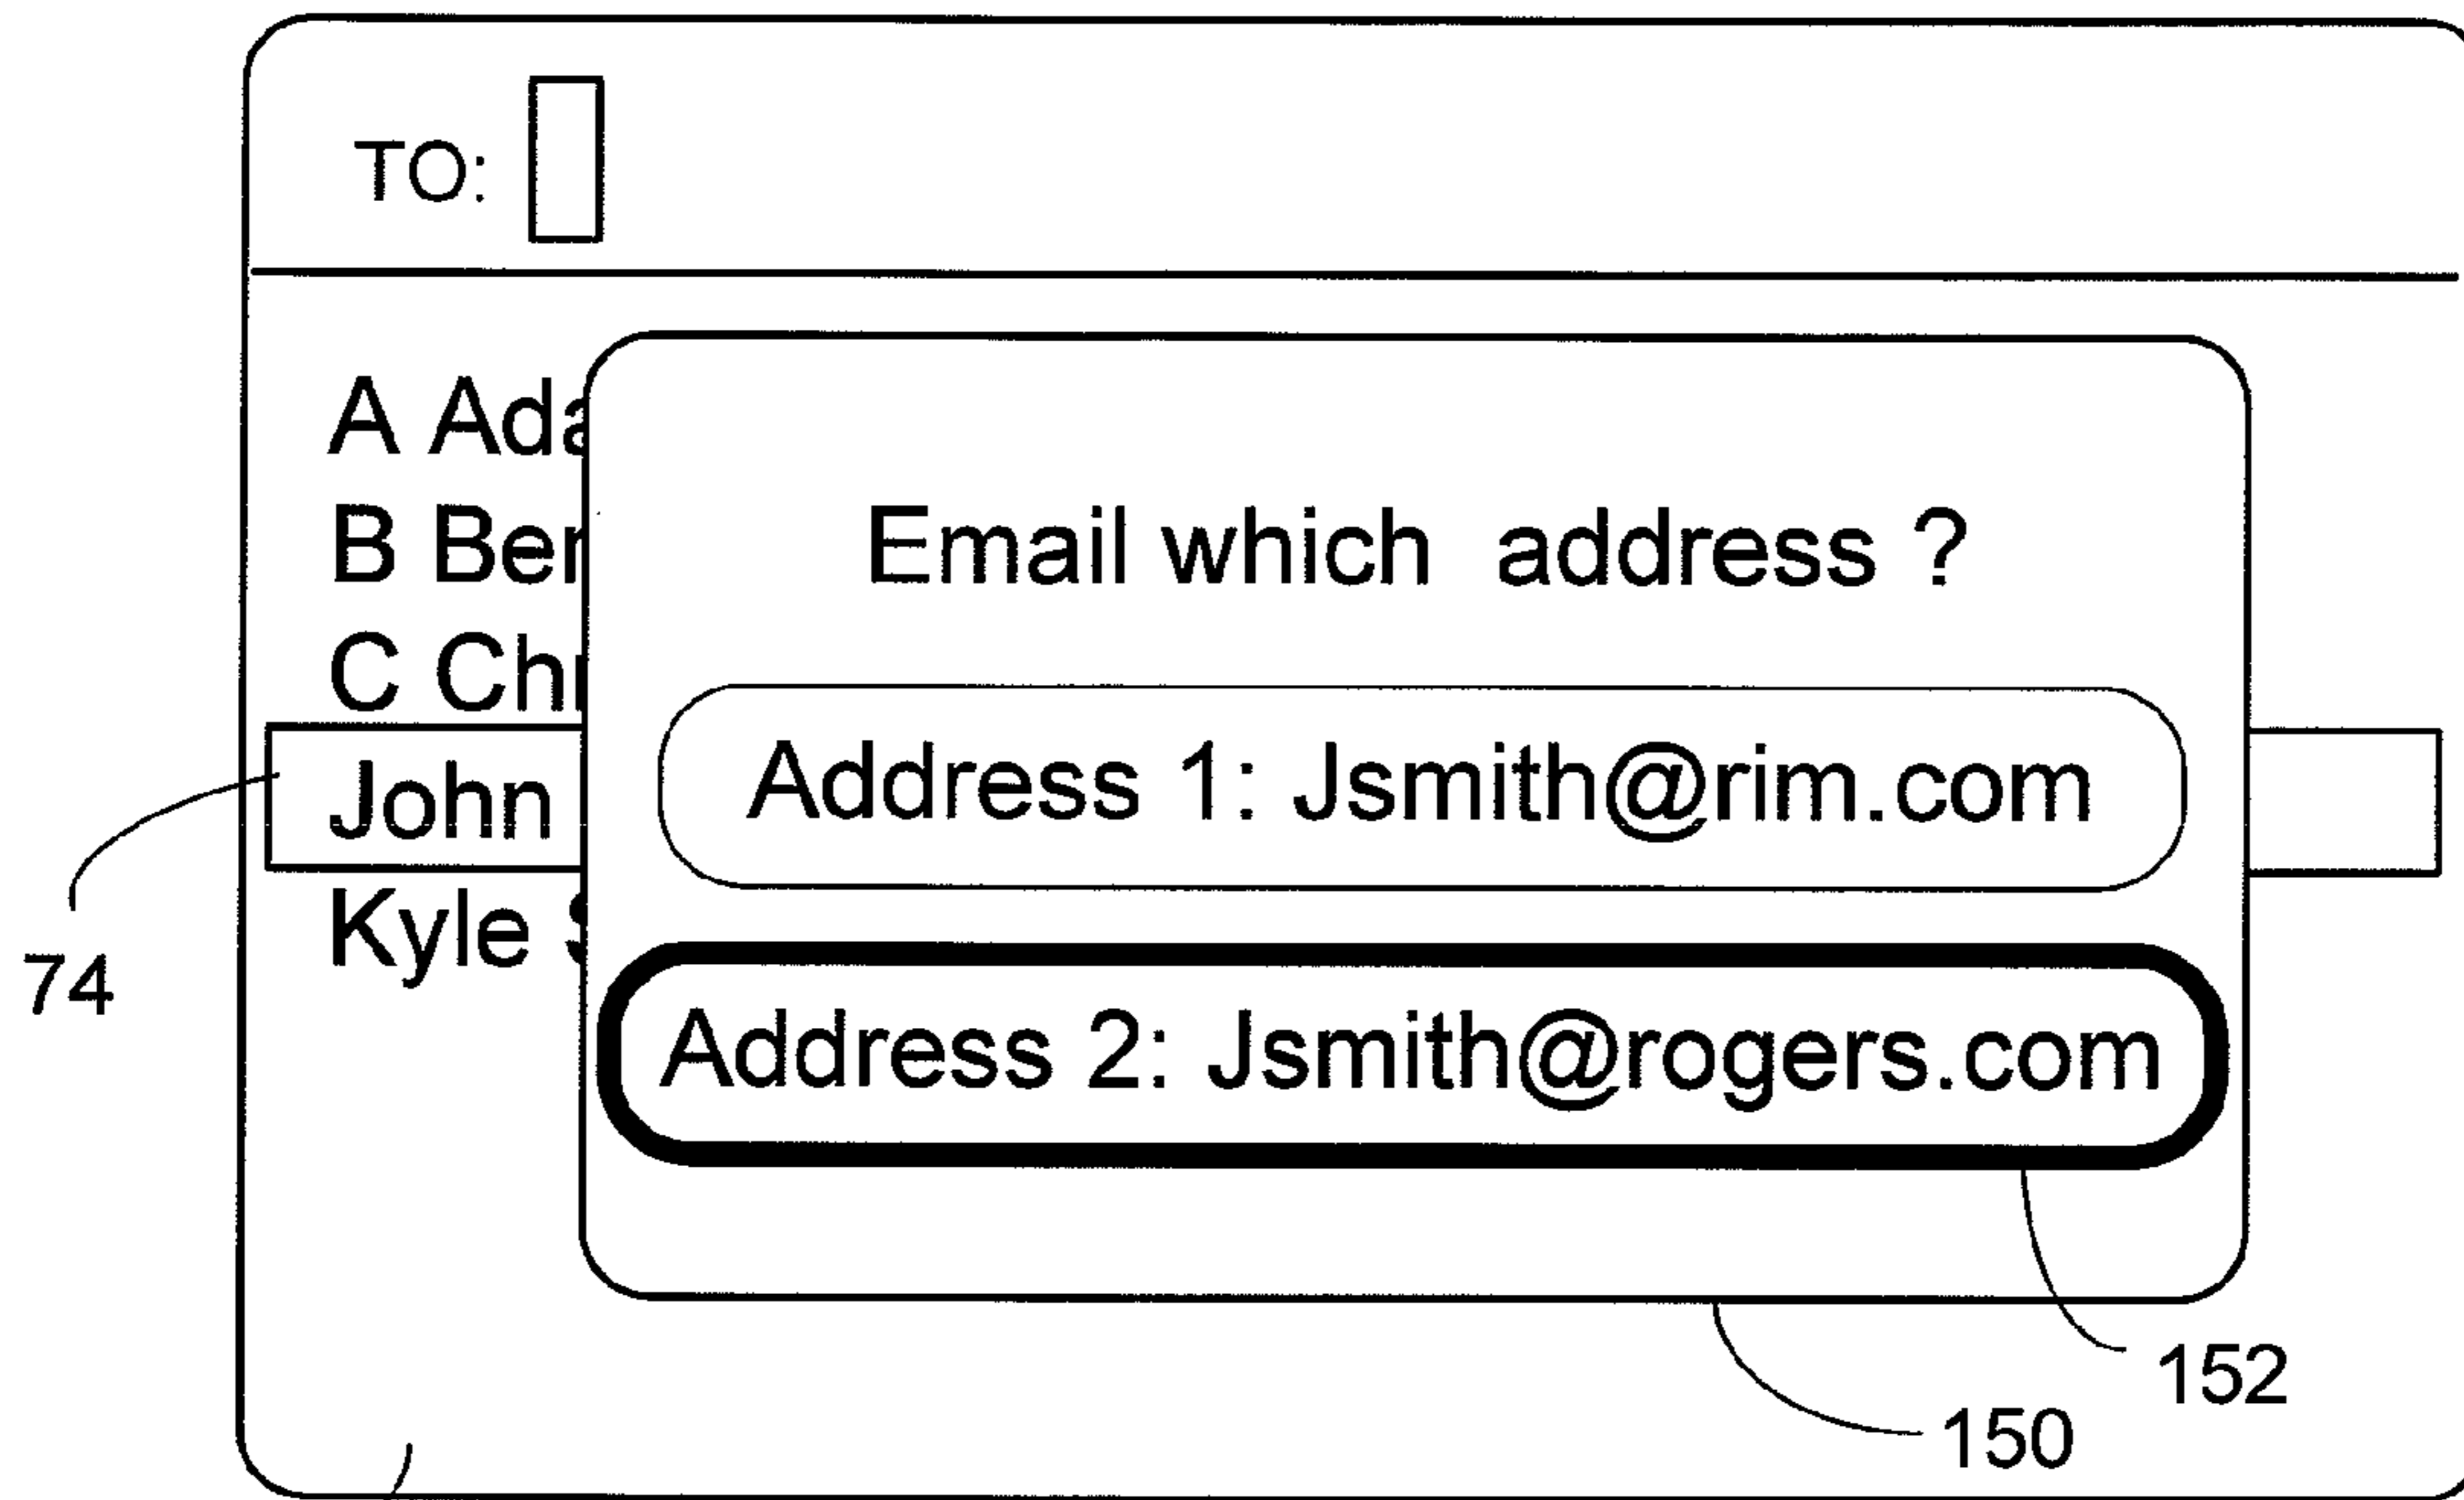 TO:
A Ada
B Ber
C Chr
Email which address ?
John
Address 1: Jsmith@rim.com
Kyle S
Address 2: Jsmith@rogers.com
74
152
150